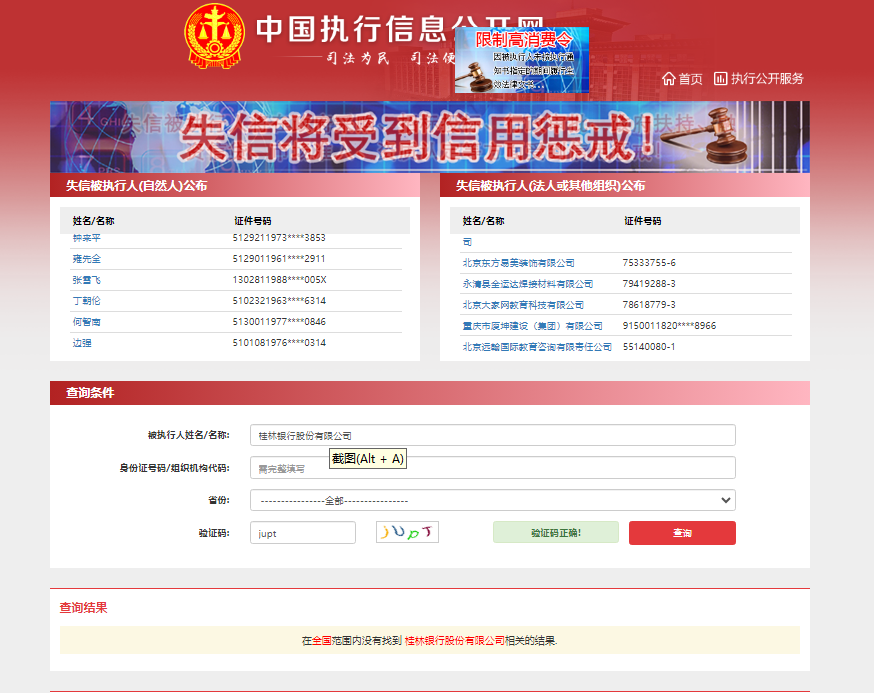 中国执行信息公开网
司法为民 司法便
限制高消费令
因被执行人未按执行通
知书指定的期间履行生
效法律文书
首页 执行公开服务
失信将受到信用惩戒!
失信被执行人(自然人)公布
姓名/名称 证件号码
钟来平 5129211973****3853
雍先全 5129011961****2911
张雪飞 1302811988****005X
丁朝伦 5102321963****6314
何智南 5130011977****0846
边强 5101081976****0314
失信被执行人(法人或其他组织)公布
姓名/名称 证件号码
司
北京东方易美装饰有限公司 75333755-6
永清县全运达焊接材料有限公司 79419288-3
北京大家网教育科技有限公司 78618779-3
重庆市度坤建设(集团)有限公司 9150011820****8966
北京远翰国际教育咨询有限责任公司 55140080-1
查询条件
被执行人姓名/名称: 桂林银行股份有限公司
截图(Alt + A)
身份证号码/组织机构代码: 需完整填写
省份: ----------------全部----------------
验证码: jupt jUpT 验证码正确! 查询
查询结果
在全国范围内没有找到 桂林银行股份有限公司相关的结果.